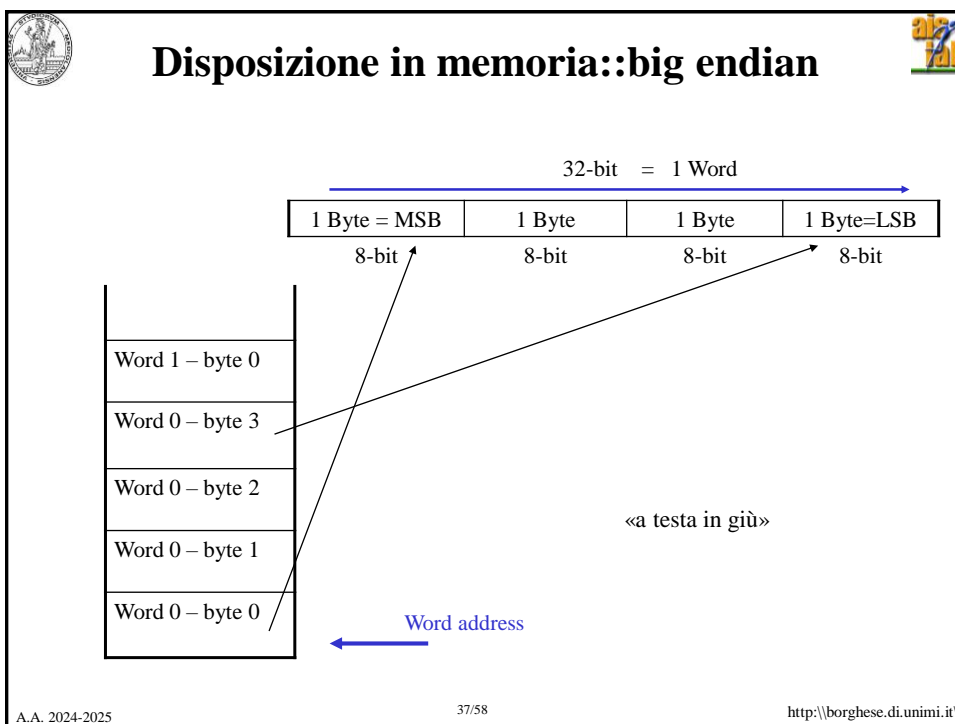 Disposizione in memoria::big endian
32-bit = 1 Word
1 Byte = MSB 1 Byte 1 Byte 1 Byte=LSB
8-bit 8-bit 8-bit 8-bit
Word 1 – byte 0
Word 0 – byte 3
Word 0 – byte 2
«a testa in giù»
Word 0 – byte 1
Word 0 – byte 0
Word address
A.A. 2024-2025
37/58
http:\\borghese.di.unimi.it\